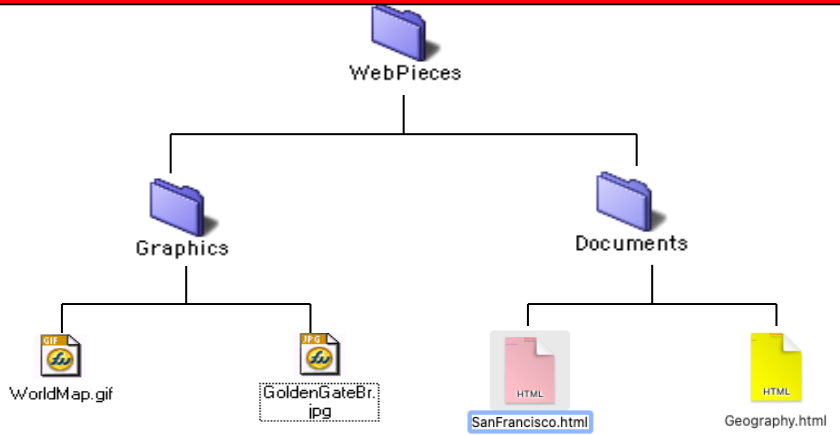 WebPieces
Graphics
Documents
GIF
JPG
HTML
HTML
WorldMap.gif
GoldenGateBr.
jpg
SanFrancisco.html
Geography.html